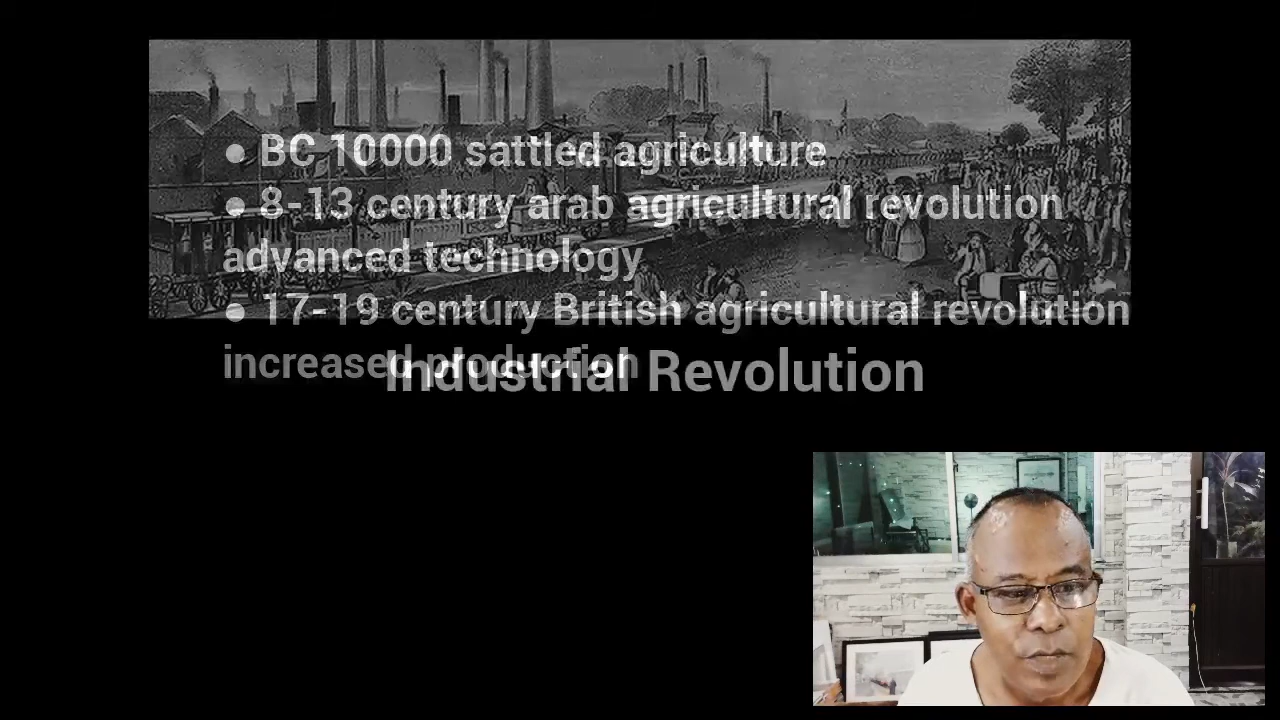 • BC 10000 sattled agriculture
• 8-13 century arab agricultural revolution
advanced technology
• 17-19 century British agricultural revolution
increased production
Industrial Revolution